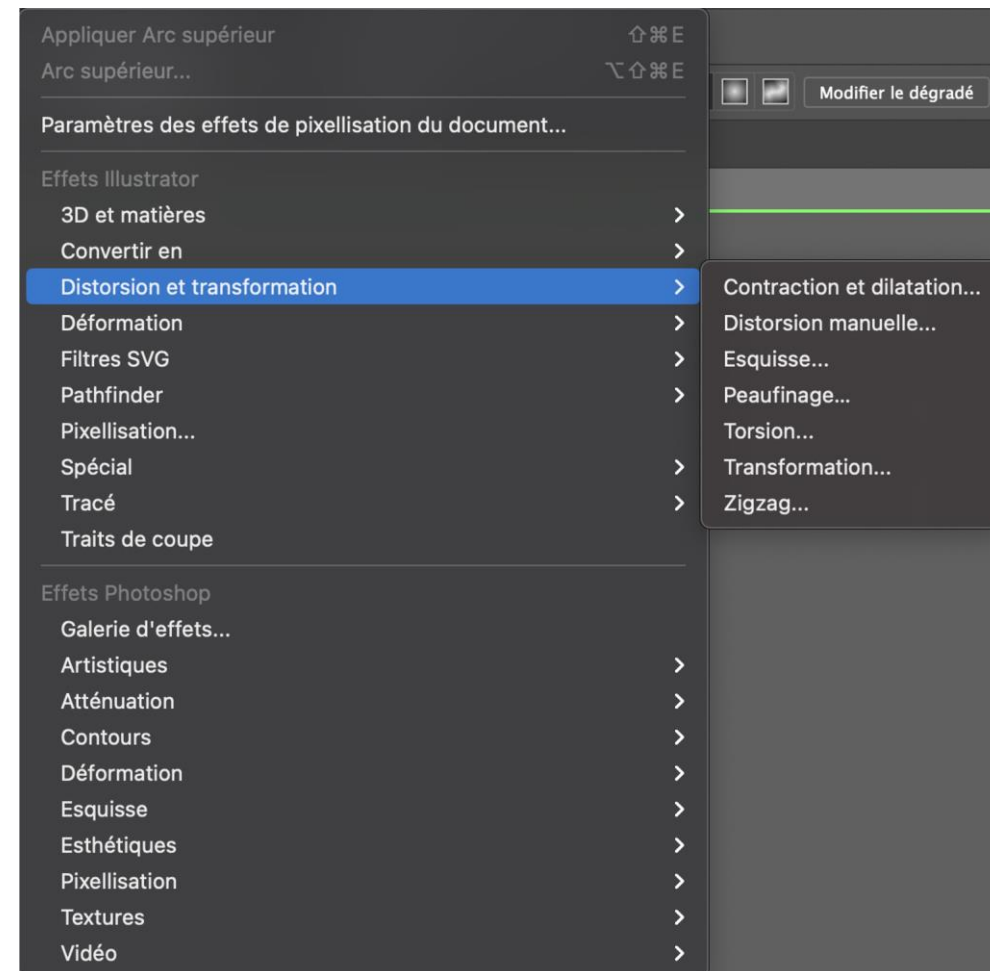 Appliquer Arc supérieur ⇧⌘E
Arc supérieur... ⌥⇧⌘E
Paramètres des effets de pixellisation du document...
Effets Illustrator
3D et matières
Convertir en
Distorsion et transformation
Déformation
Filtres SVG
Pathfinder
Pixellisation...
Spécial
Tracé
Traits de coupe
Effets Photoshop
Galerie d'effets...
Artistiques
Atténuation
Contours
Déformation
Esquisse
Esthétiques
Pixellisation
Textures
Vidéo
Modifier le dégradé
Contraction et dilatation...
Distorsion manuelle...
Esquisse...
Peaufinage...
Torsion...
Transformation...
Zigzag...